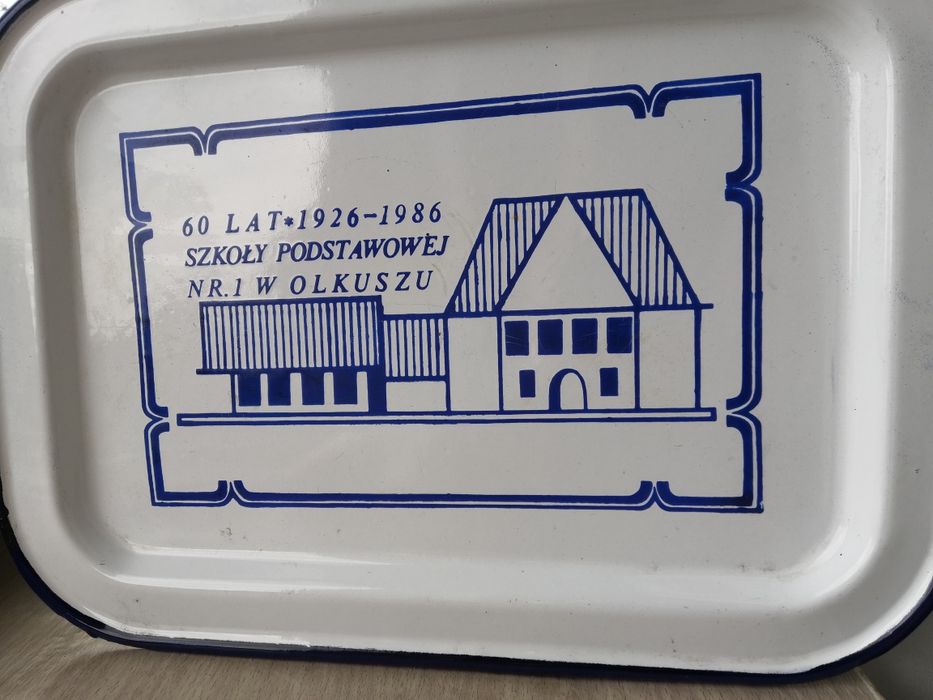 60 LAT*1926-1986
SZKOŁY PODSTAWOWEJ
NR.1 W OLKUSZU